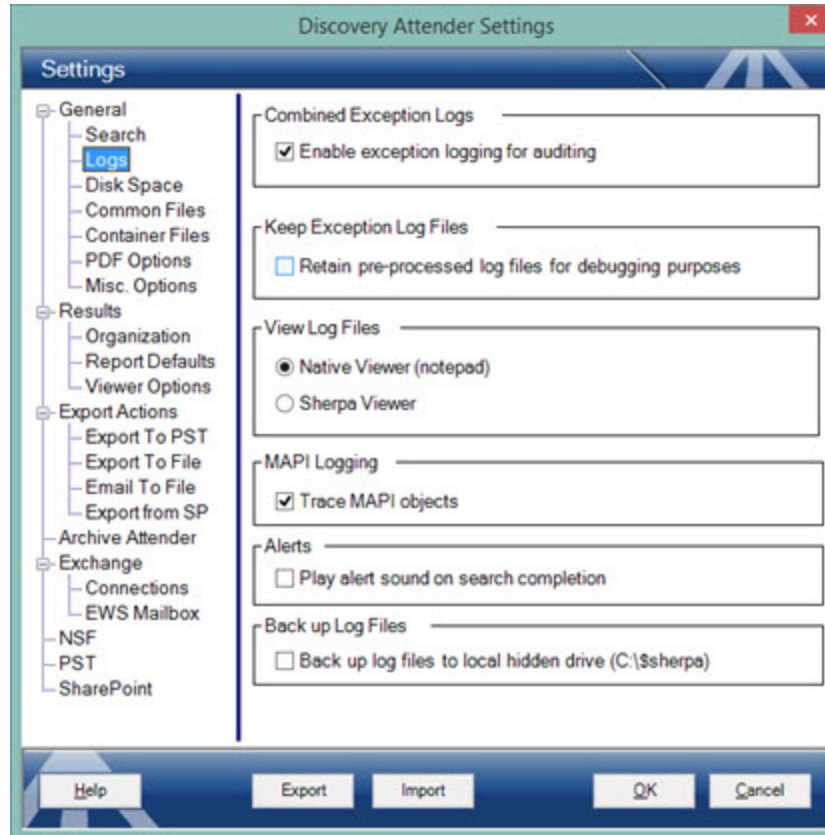 Discovery Attender Settings
Settings
General
Search
Logs
Disk Space
Common Files
Container Files
PDF Options
Misc. Options
Results
Organization
Report Defaults
Viewer Options
Export Actions
Export To PST
Export To File
Email To File
Export from SP
Archive Attender
Exchange
Connections
EWS Mailbox
NSF
PST
SharePoint
Combined Exception Logs
Enable exception logging for auditing
Keep Exception Log Files
Retain pre-processed log files for debugging purposes
View Log Files
Native Viewer (notepad)
Sherpa Viewer
MAPI Logging
Trace MAPI objects
Alerts
Play alert sound on search completion
Back up Log Files
Back up log files to local hidden drive (C:\$sherpa)
Help
Export
Import
OK
Cancel